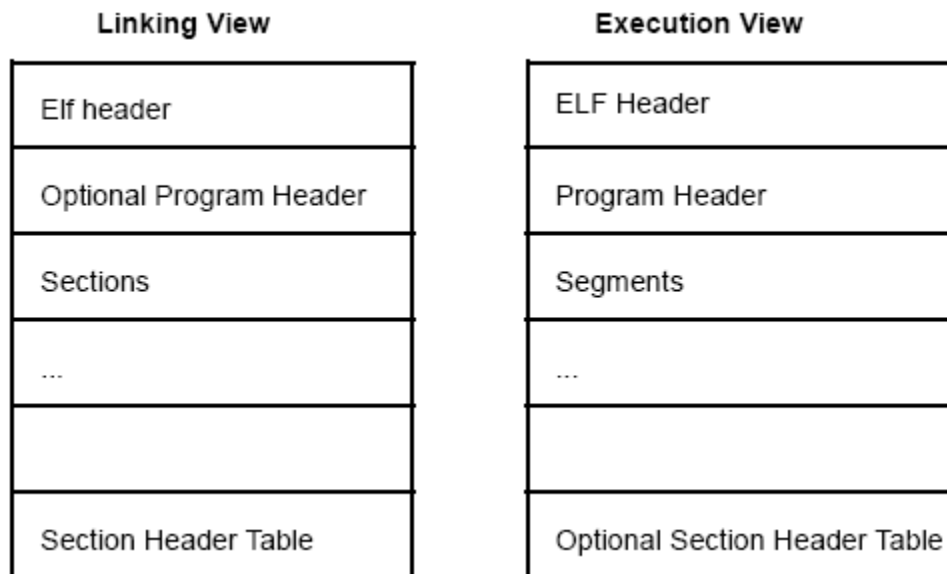 Linking View
Execution View
Elf header
ELF Header
Optional Program Header
Program Header
Sections
Segments
...
...
Section Header Table
Optional Section Header Table